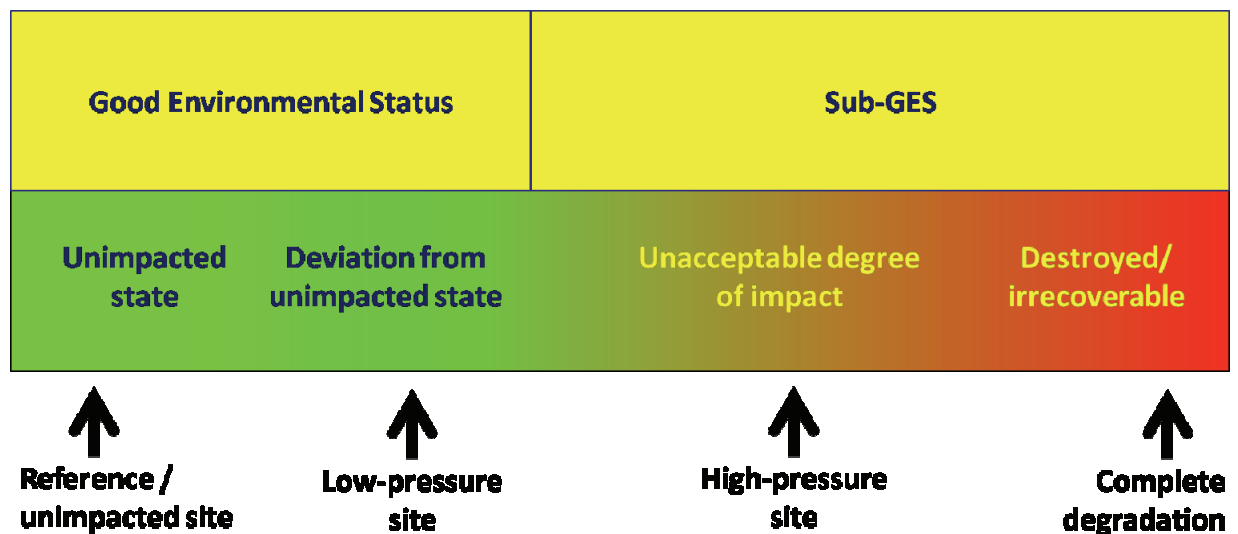 Good Environmental Status
Sub-GES
Unimpacted
state
Deviation from
unimpacted state
Unacceptable degree
of impact
Destroyed/
irrecoverable
Reference /
unimpacted site
Low-pressure
site
High-pressure
site
Complete
degradation